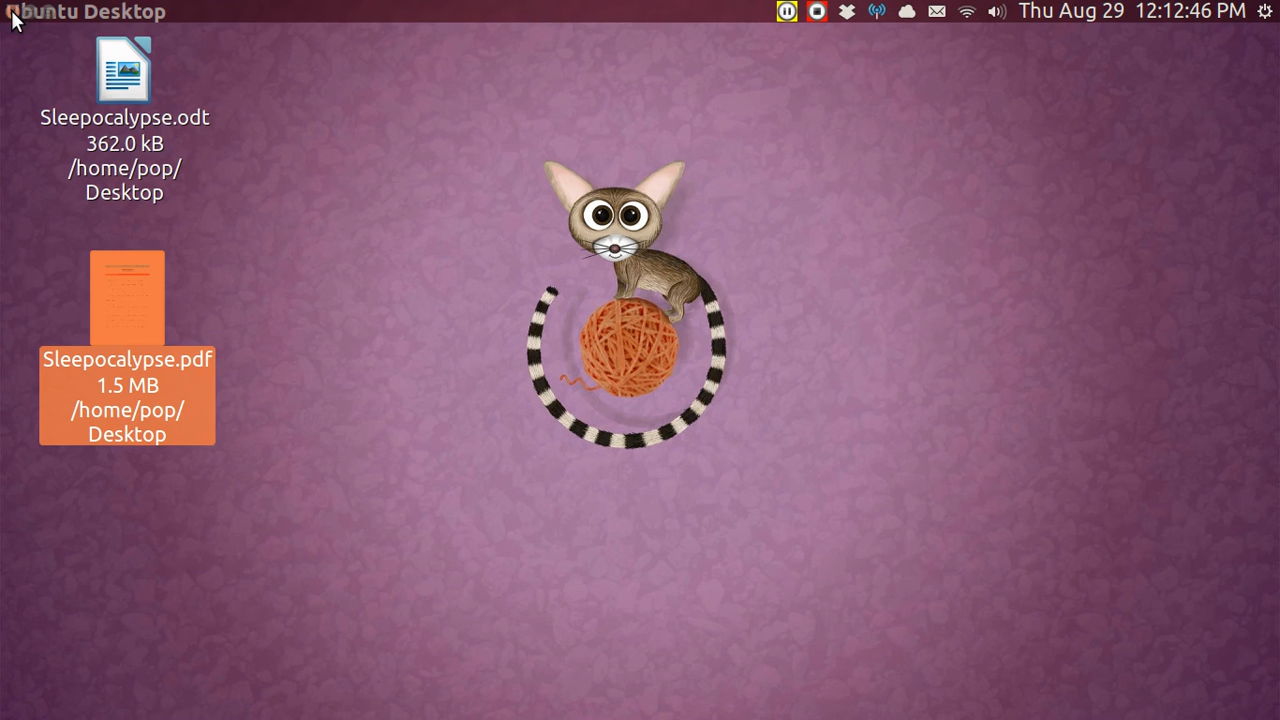 Ubuntu Desktop
Thu Aug 29 12:12:46 PM
Sleepocalypse.odt
362.0 kB
/home/pop/
Desktop
Sleepocalypse.pdf
1.5 MB
/home/pop/
Desktop